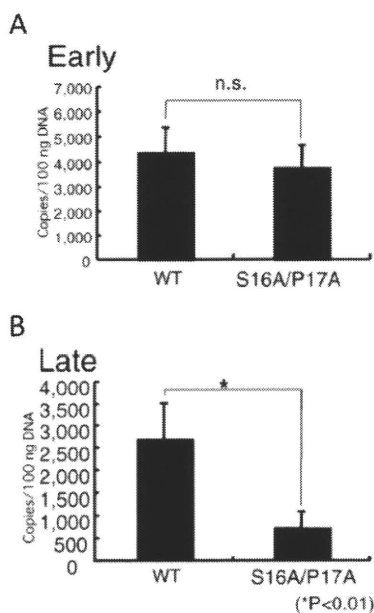 A
Early
n.s.
7,000
6,000
5,000
4,000
3,000
2,000
1,000
0
Copies/100 ng DNA
WT S16A/P17A
B
Late
*
4,000
3,500
3,000
2,500
2,000
1,500
1,000
500
0
Copies/100 ng DNA
WT S16A/P17A
(*P<0.01)